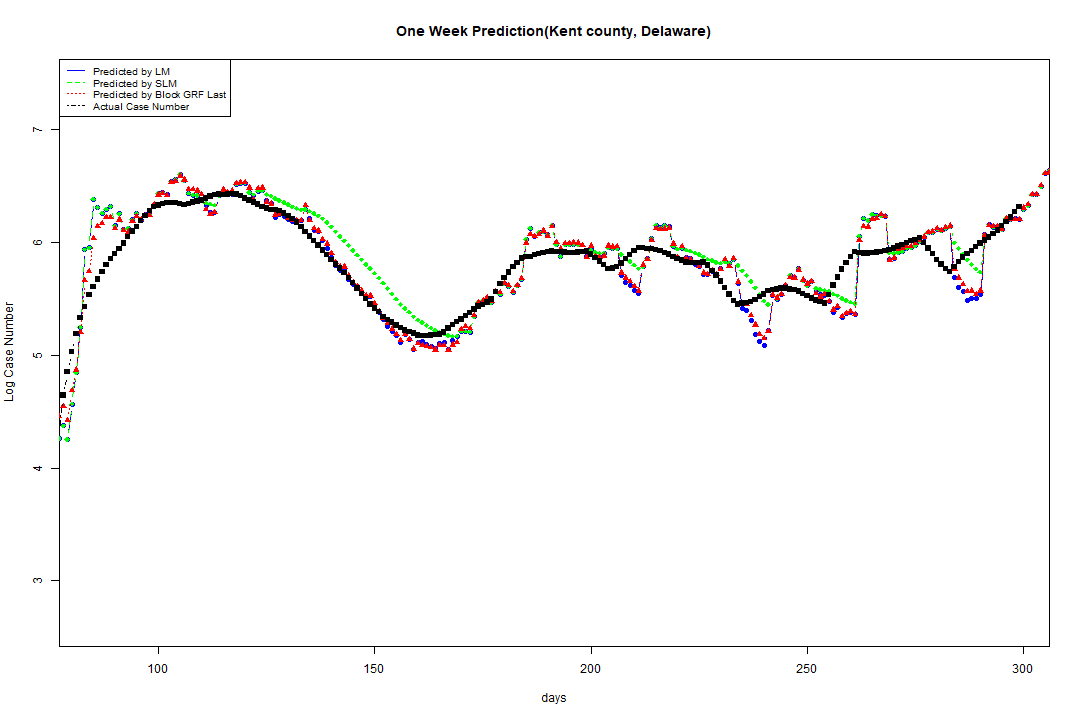 One Week Prediction(Kent county, Delaware)
Predicted by LM
Predicted by SLM
Predicted by Block GRF Last
Actual Case Number
7
6
5
4
3
Log Case Number
100 150 200 250 300
days